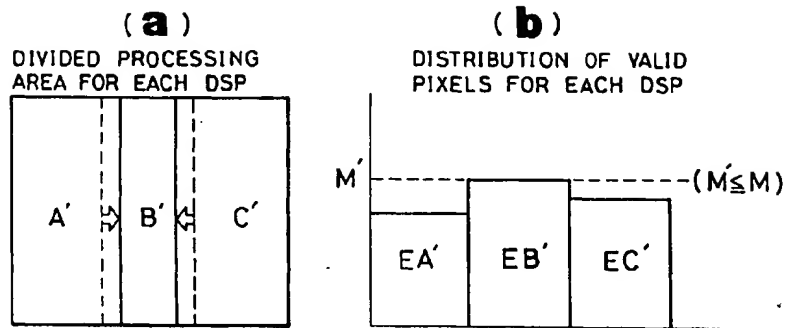 (a)
DIVIDED PROCESSING
AREA FOR EACH DSP
A' B' C'
(b)
DISTRIBUTION OF VALID
PIXELS FOR EACH DSP
M' (M'≦M)
EA' EB' EC'